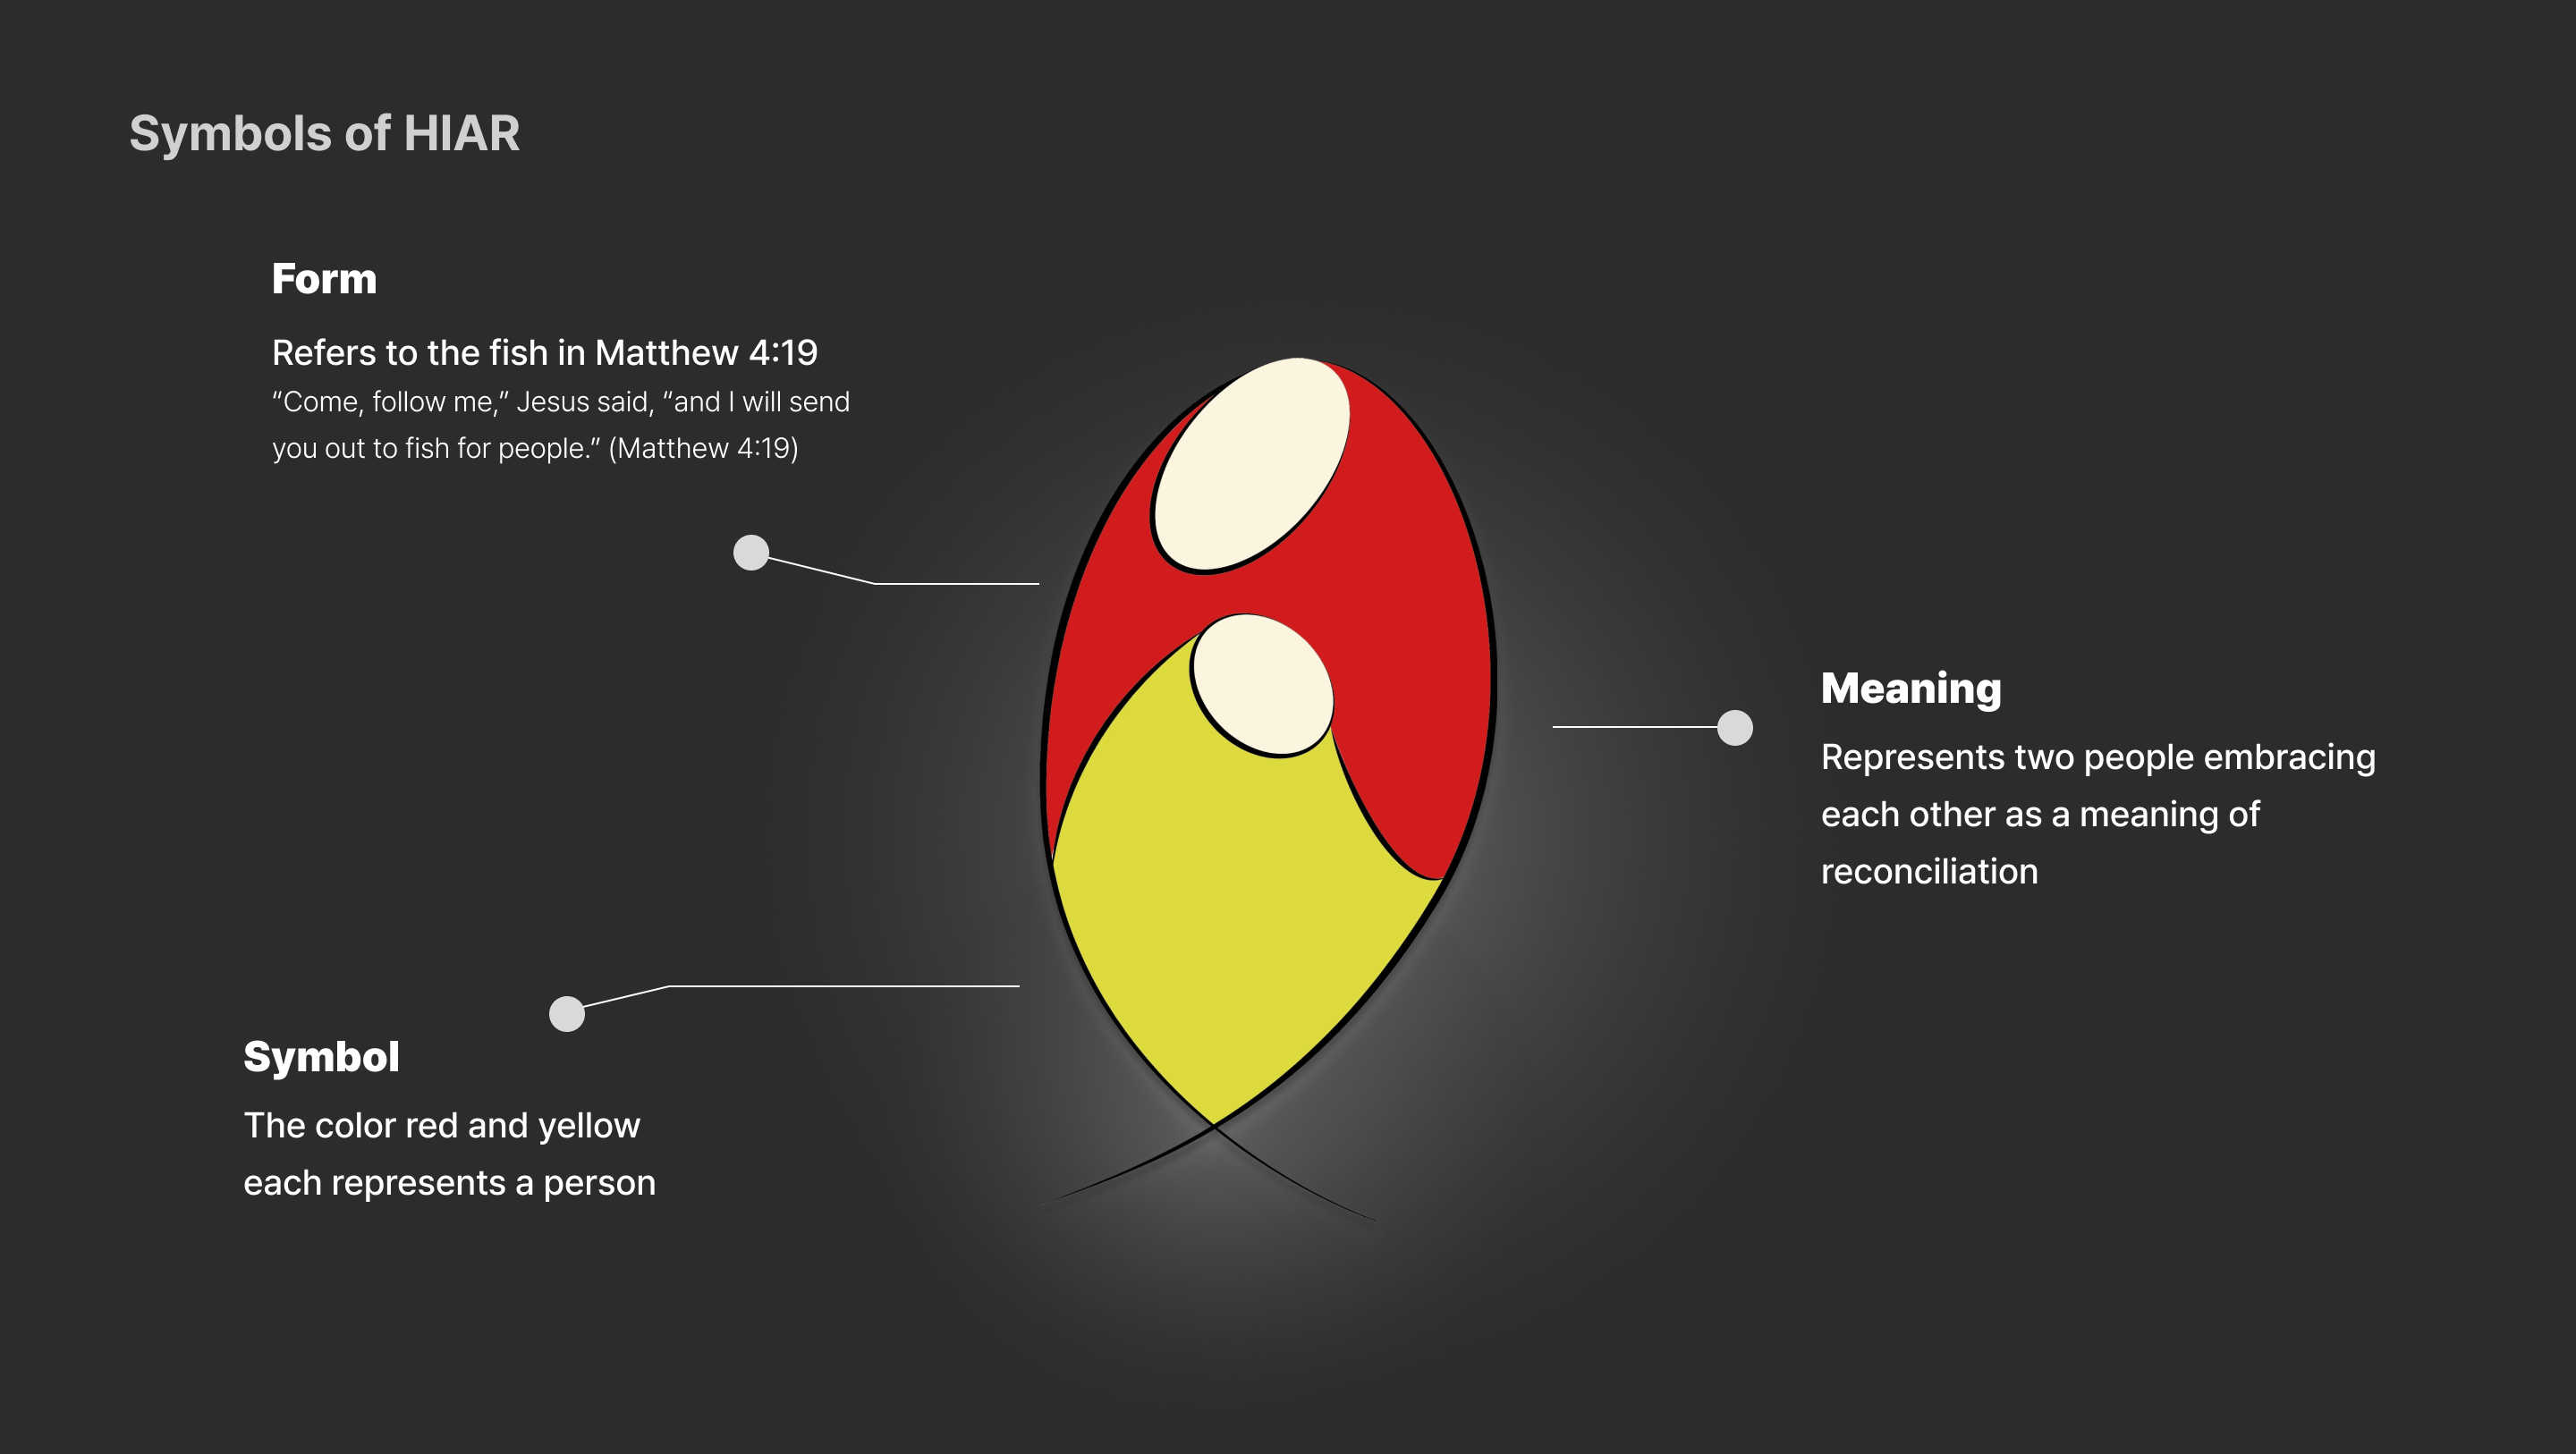 Symbols of HIAR
Form
Refers to the fish in Matthew 4:19
“Come, follow me,” Jesus said, “and I will send
you out to fish for people.” (Matthew 4:19)
Meaning
Represents two people embracing
each other as a meaning of
reconciliation
Symbol
The color red and yellow
each represents a person